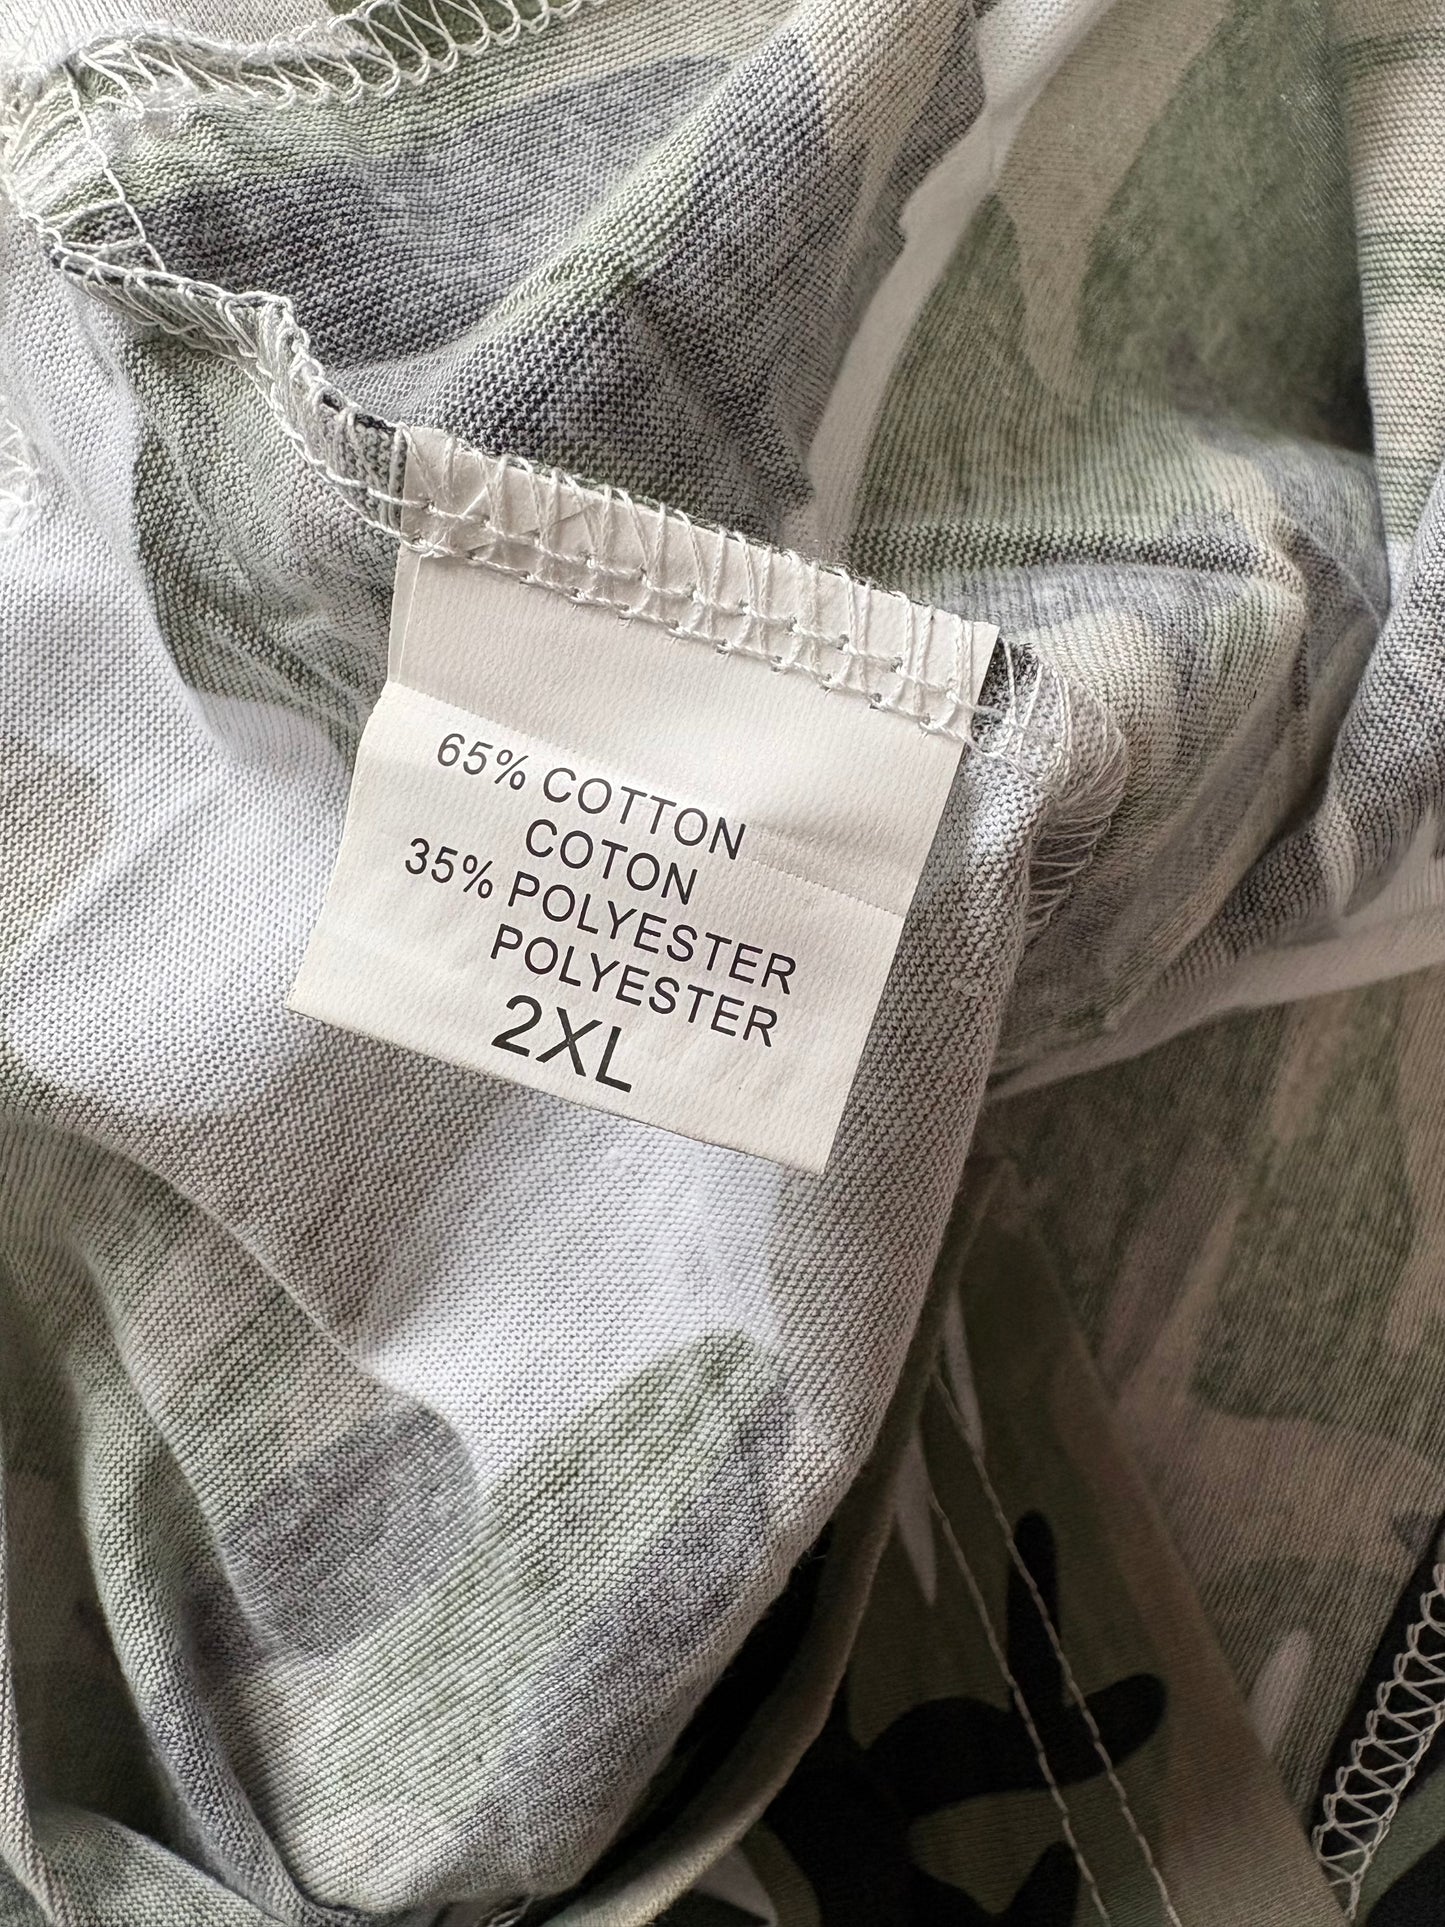 65% COTTON
COTON
35% POLYESTER
POLYESTER
2XL